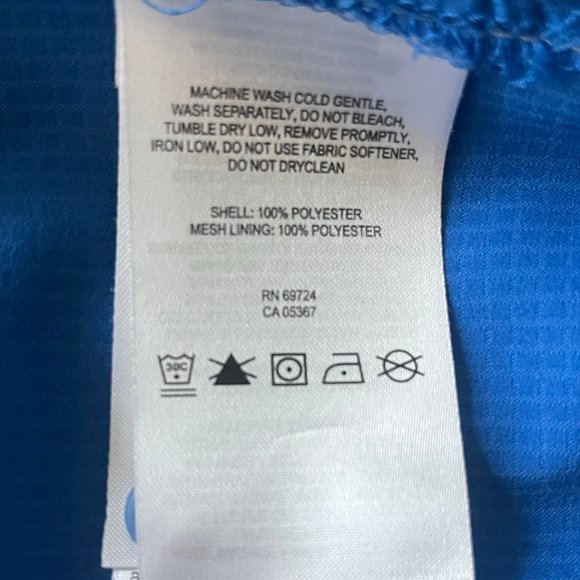 MACHINE WASH COLD GENTLE,
WASH SEPARATELY, DO NOT BLEACH,
TUMBLE DRY LOW, REMOVE PROMPTLY,
IRON LOW, DO NOT USE FABRIC SOFTENER,
DO NOT DRYCLEAN
SHELL: 100% POLYESTER
MESH LINING: 100% POLYESTER
RN 69724
CA 05367
30C